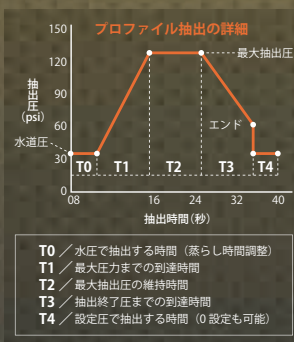 プロファイル抽出の詳細
抽出圧
(psi)
150
120
90
60
30
0
水道圧
最大抽出圧
エンド
T0 T1 T2 T3 T4
08 16 24 32 40
抽出時間(秒)
T0 ／ 水圧で抽出する時間（蒸らし時間調整）
T1 ／ 最大圧力までの到達時間
T2 ／ 最大抽出圧の維持時間
T3 ／ 抽出終了圧までの到達時間
T4 ／ 設定圧で抽出する時間（0 設定も可能）